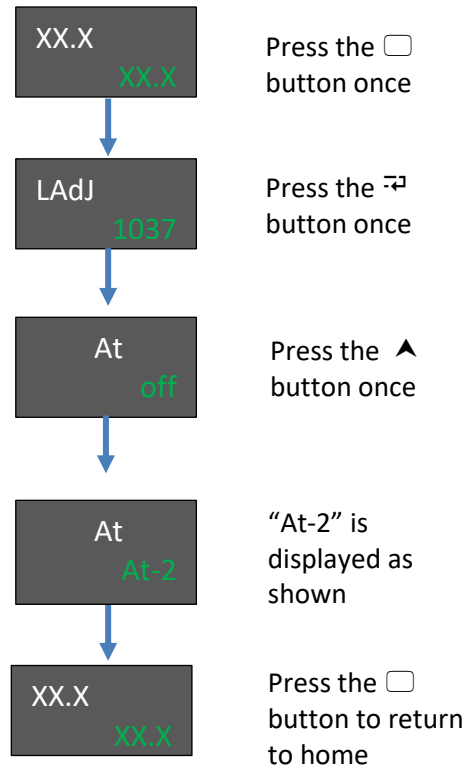 XX.X
XX.X
Press the
button once
LAdJ
1037
Press the
button once
At
off
Press the
button once
At
At-2
“At-2” is
displayed as
shown
XX.X
XX.X
Press the
button to return
to home